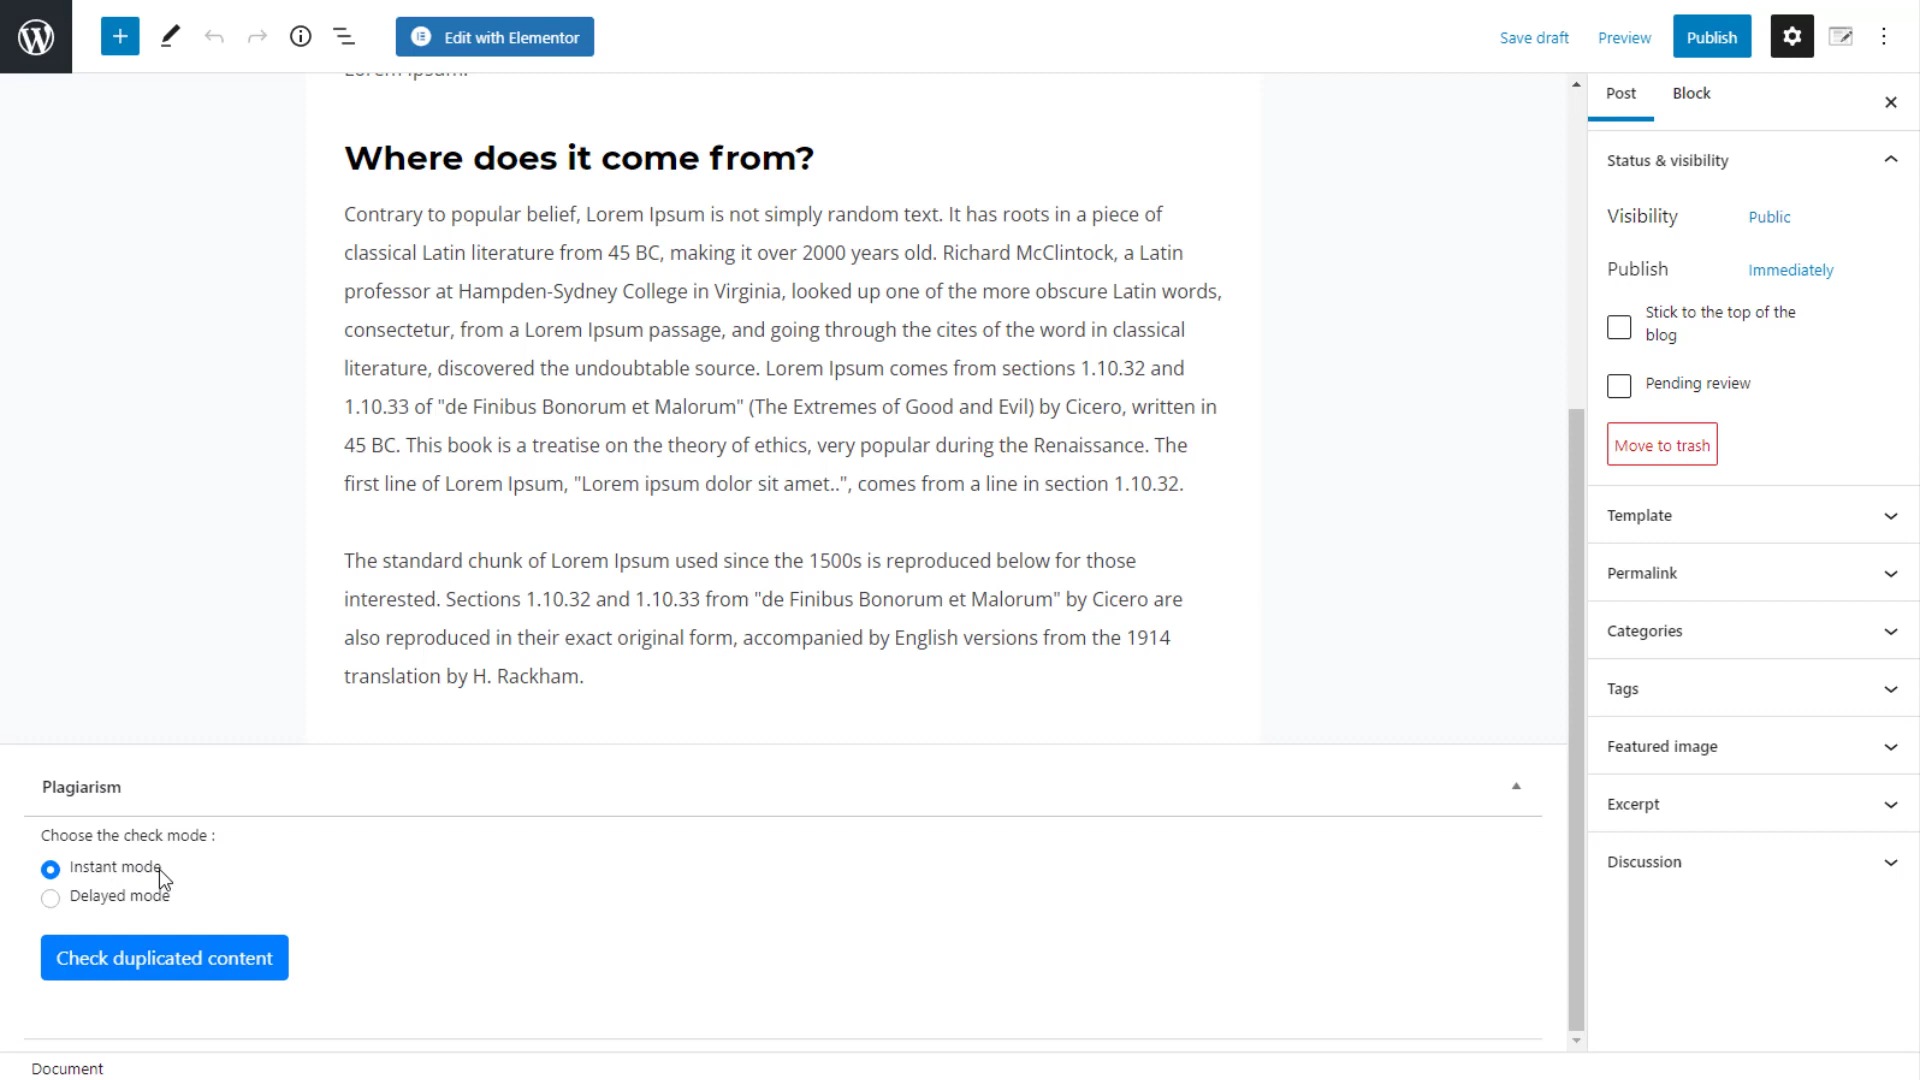 Edit with Elementor
Save draft
Preview
Publish
Lorem Ipsum.
Where does it come from?
Contrary to popular belief, Lorem Ipsum is not simply random text. It has roots in a piece of
classical Latin literature from 45 BC, making it over 2000 years old. Richard McClintock, a Latin
professor at Hampden-Sydney College in Virginia, looked up one of the more obscure Latin words,
consectetur, from a Lorem Ipsum passage, and going through the cites of the word in classical
literature, discovered the undoubtable source. Lorem Ipsum comes from sections 1.10.32 and
1.10.33 of "de Finibus Bonorum et Malorum" (The Extremes of Good and Evil) by Cicero, written in
45 BC. This book is a treatise on the theory of ethics, very popular during the Renaissance. The
first line of Lorem Ipsum, "Lorem ipsum dolor sit amet..", comes from a line in section 1.10.32.
The standard chunk of Lorem Ipsum used since the 1500s is reproduced below for those
interested. Sections 1.10.32 and 1.10.33 from "de Finibus Bonorum et Malorum" by Cicero are
also reproduced in their exact original form, accompanied by English versions from the 1914
translation by H. Rackham.
Plagiarism
Choose the check mode :
Instant mode
Delayed mode
Check duplicated content
Document
Post
Block
Status & visibility
Visibility
Public
Publish
Immediately
Stick to the top of the
blog
Pending review
Move to trash
Template
Permalink
Categories
Tags
Featured image
Excerpt
Discussion